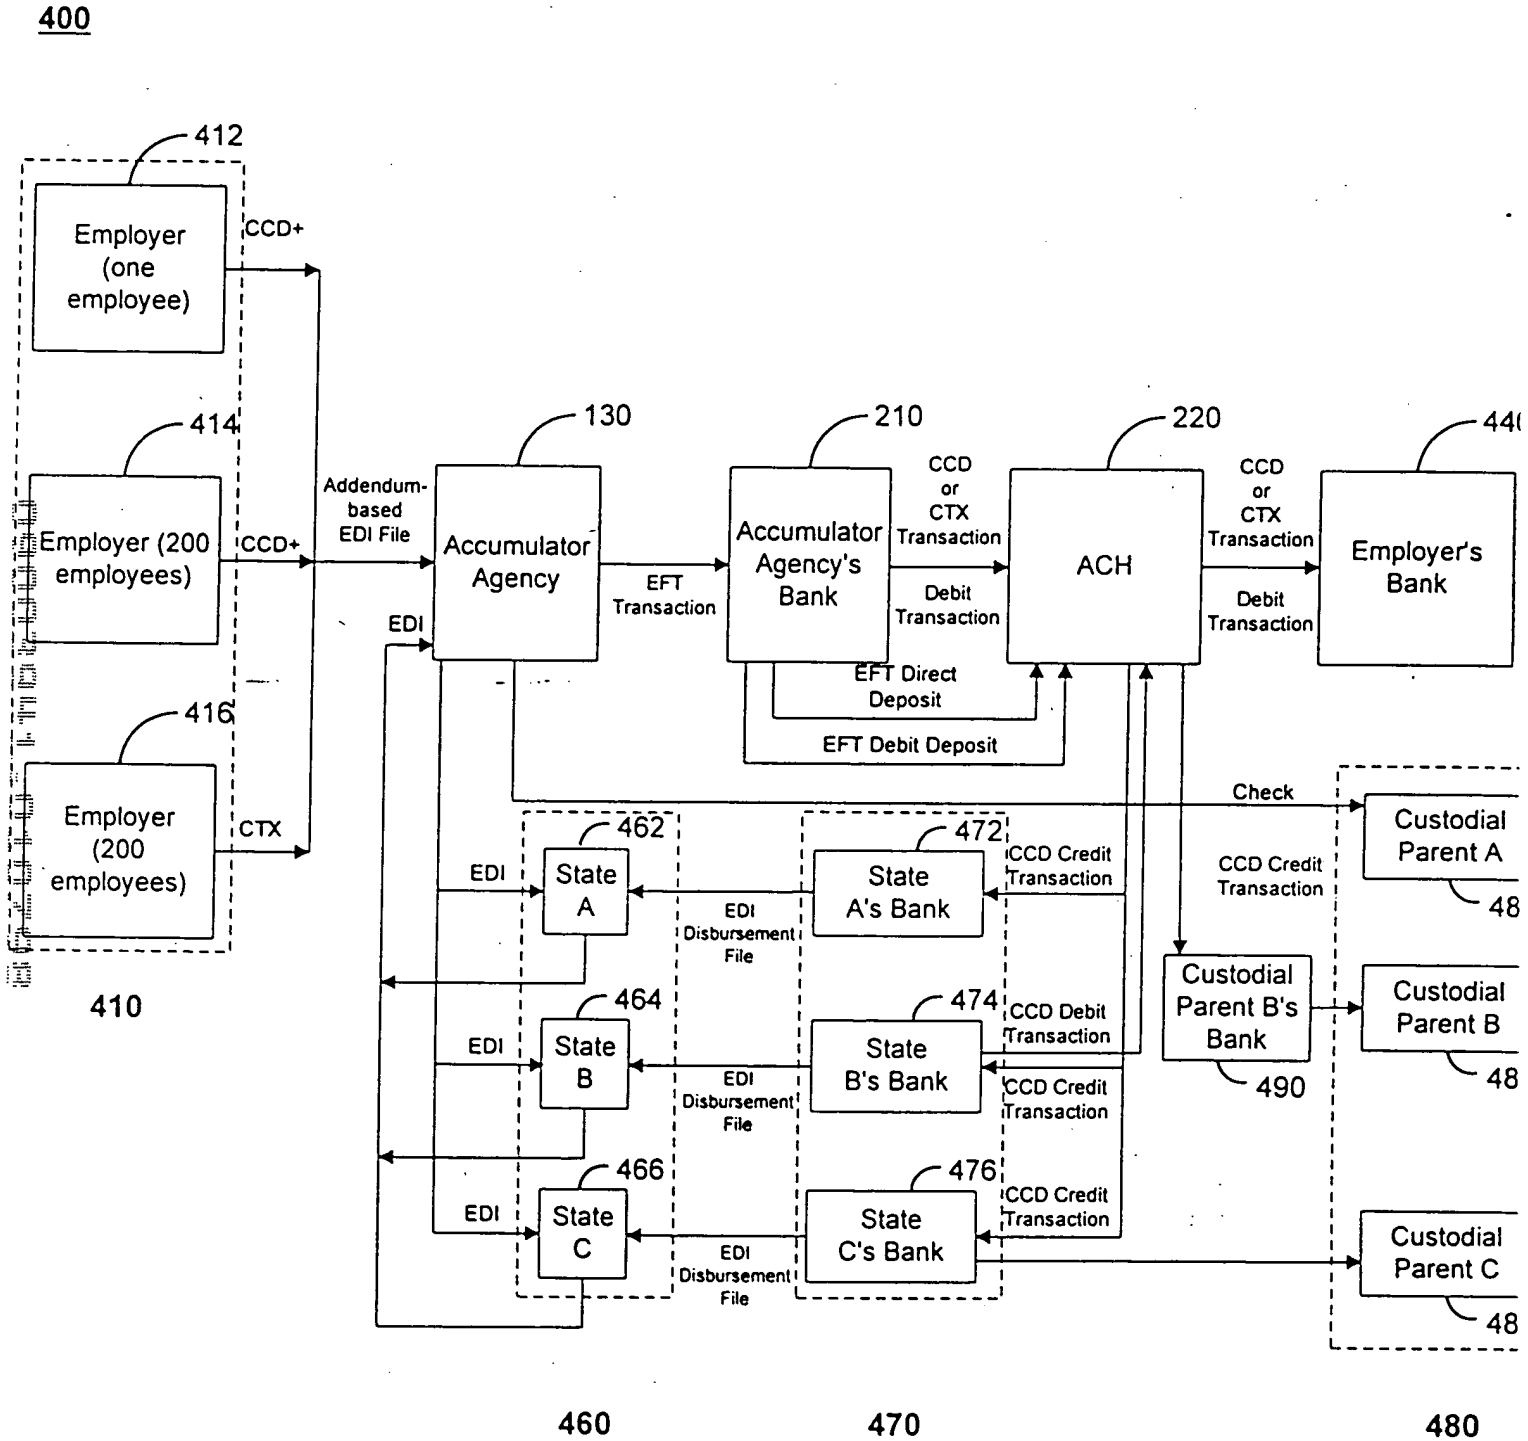 400
412
Employer
(one
employee)
CCD+
414
Employer (200
employees)
CCD+
416
Employer
(200
employees)
CTX
410
Addendum-
based
EDI File
EDI
130
Accumulator
Agency
EFT
Transaction
210
Accumulator
Agency's
Bank
CCD
or
CTX
Transaction
Debit
Transaction
220
ACH
CCD
or
CTX
Transaction
Debit
Transaction
440
Employer's
Bank
EFT Direct
Deposit
EFT Debit Deposit
Check
462
State
A
EDI
EDI
Disbursement
File
472
State
A's Bank
CCD Credit
Transaction
CCD Credit
Transaction
Custodial
Parent A
48
464
State
B
EDI
EDI
Disbursement
File
474
State
B's Bank
CCD Debit
Transaction
CCD Credit
Transaction
Custodial
Parent B's
Bank
490
Custodial
Parent B
48
466
State
C
EDI
EDI
Disbursement
File
476
State
C's Bank
CCD Credit
Transaction
Custodial
Parent C
48
460
470
480